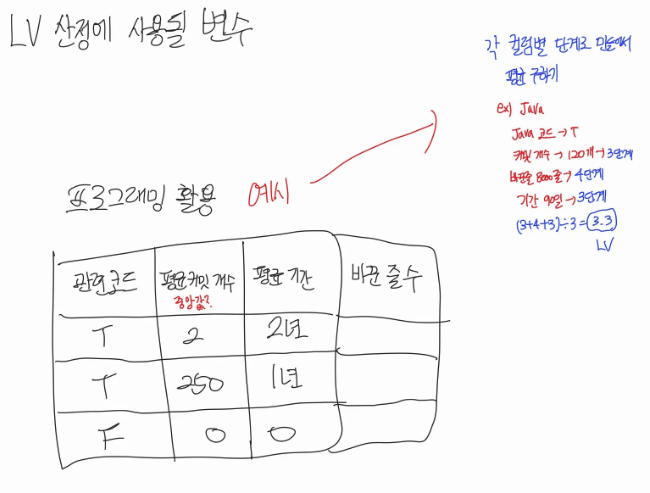 LV 산정에 사용될 변수
각 컬럼별 단계로 만들어서
평균 구하기
ex) Java
Java 코드 → T
커밋 개수 → 120개 → 3단계
바뀐줄 8000줄 → 4단계
기간 90일 → 3단계
(3+4+3)÷3 = 3.3
LV
프로그래밍 활용 예시
관련코드 평균커밋 개수 평균 기간 바꾼 줄 수
중앙값?
T 2 2년
T 250 1년
F 0 0